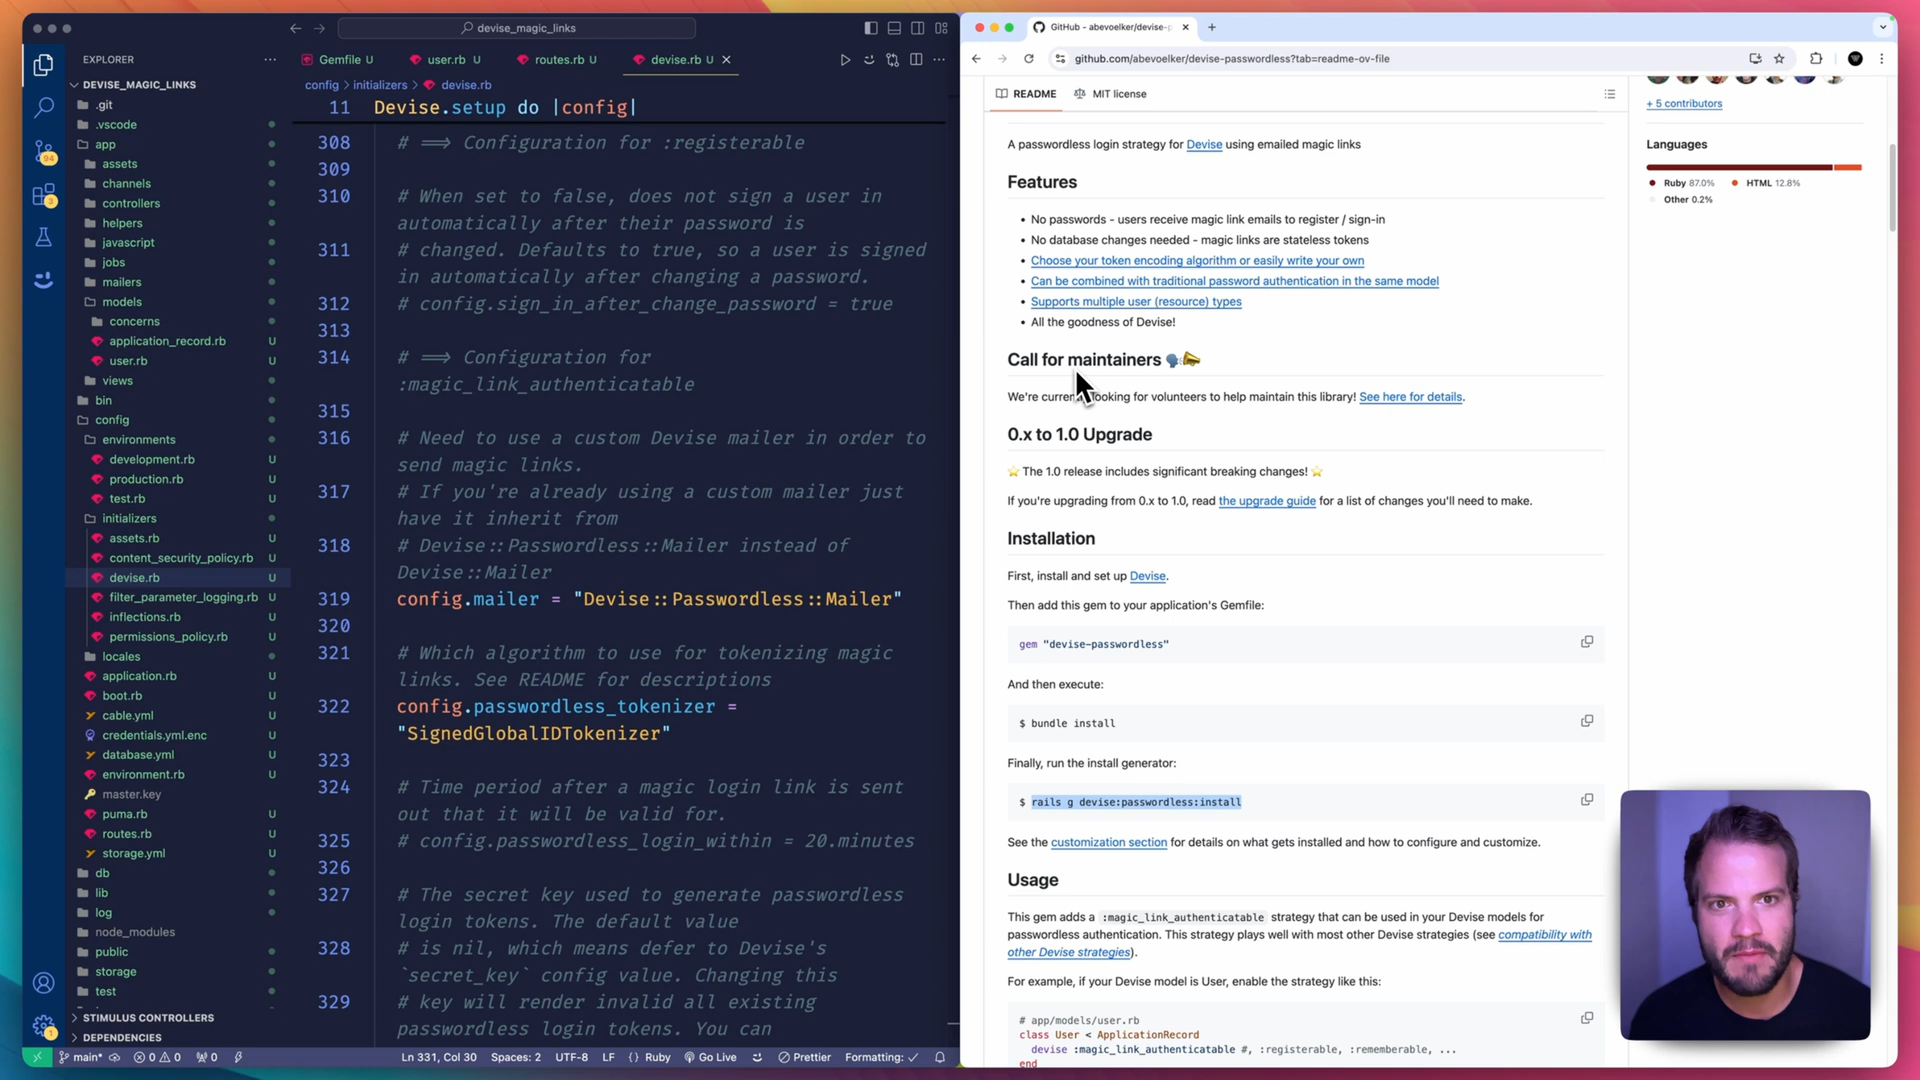 devise_magic_links
EXPLORER
DEVISE_MAGIC_LINKS
.git
.vscode
app
assets
channels
controllers
helpers
javascript
jobs
mailers
models
concerns
application_record.rb U
user.rb U
views
bin
config
environments
development.rb U
production.rb U
test.rb U
initializers
assets.rb U
content_security_policy.rb U
devise.rb U
filter_parameter_logging.rb U
inflections.rb U
permissions_policy.rb U
locales
application.rb U
boot.rb U
cable.yml U
credentials.yml.enc U
database.yml U
environment.rb U
master.key
puma.rb U
routes.rb U
storage.yml U
db
lib
log
node_modules
public
storage
test
STIMULUS CONTROLLERS
DEPENDENCIES
94
3
1
Gemfile U user.rb U routes.rb U devise.rb U
config > initializers > devise.rb
11 Devise.setup do |config|
308 # ==> Configuration for :registerable
309
310 # When set to false, does not sign a user in
automatically after their password is
311 # changed. Defaults to true, so a user is signed
in automatically after changing a password.
312 # config.sign_in_after_change_password = true
313
314 # ==> Configuration for
:magic_link_authenticatable
315
316 # Need to use a custom Devise mailer in order to
send magic links.
317 # If you're already using a custom mailer just
have it inherit from
318 # Devise::Passwordless::Mailer instead of
Devise::Mailer
319 config.mailer = "Devise::Passwordless::Mailer"
320
321 # Which algorithm to use for tokenizing magic
links. See README for descriptions
322 config.passwordless_tokenizer =
"SignedGlobalIDTokenizer"
323
324 # Time period after a magic login link is sent
out that it will be valid for.
325 # config.passwordless_login_within = 20.minutes
326
327 # The secret key used to generate passwordless
login tokens. The default value
328 # is nil, which means defer to Devise's
`secret_key` config value. Changing this
329 # key will render invalid all existing
passwordless login tokens. You can
main* 0 0 0 Ln 331, Col 30 Spaces: 2 UTF-8 LF {} Ruby Go Live Prettier Formatting:
GitHub - abevoelker/devise-p
github.com/abevoelker/devise-passwordless?tab=readme-ov-file
README MIT license
A passwordless login strategy for Devise using emailed magic links
Features
• No passwords - users receive magic link emails to register / sign-in
• No database changes needed - magic links are stateless tokens
• Choose your token encoding algorithm or easily write your own
• Can be combined with traditional password authentication in the same model
• Supports multiple user (resource) types
• All the goodness of Devise!
Call for maintainers
We're curren looking for volunteers to help maintain this library! See here for details.
0.x to 1.0 Upgrade
The 1.0 release includes significant breaking changes!
If you're upgrading from 0.x to 1.0, read the upgrade guide for a list of changes you'll need to make.
Installation
First, install and set up Devise.
Then add this gem to your application's Gemfile:
gem "devise-passwordless"
And then execute:
$ bundle install
Finally, run the install generator:
$ rails g devise:passwordless:install
See the customization section for details on what gets installed and how to configure and customize.
Usage
This gem adds a :magic_link_authenticatable strategy that can be used in your Devise models for
passwordless authentication. This strategy plays well with most other Devise strategies (see compatibility with
other Devise strategies).
For example, if your Devise model is User, enable the strategy like this:
# app/models/user.rb
class User < ApplicationRecord
devise :magic_link_authenticatable #, :registerable, :rememberable, ...
end
+ 5 contributors
Languages
Ruby 87.0% HTML 12.8%
Other 0.2%